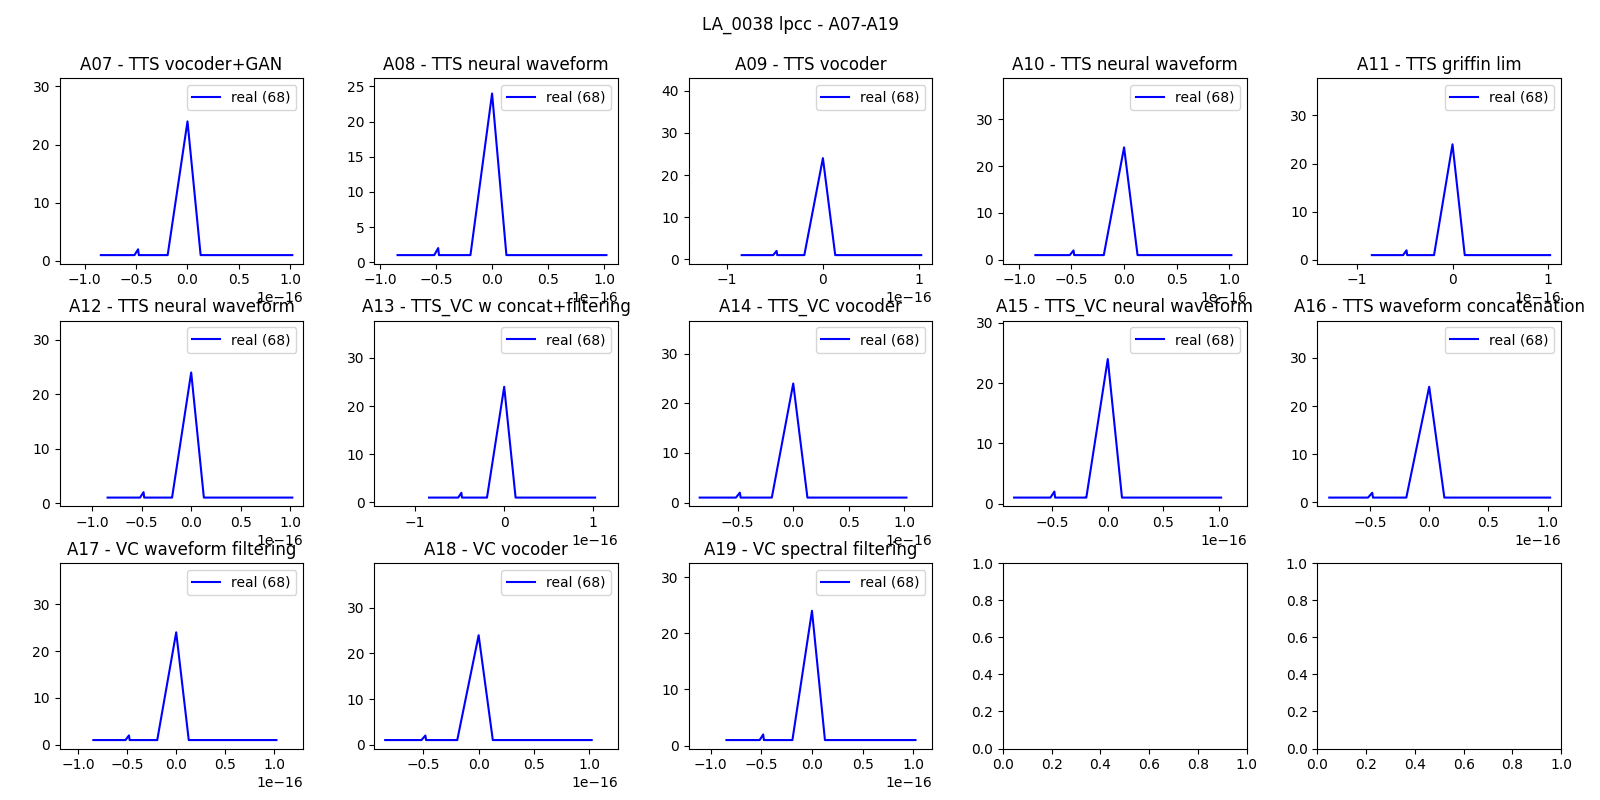 LA_0038 lpcc - A07-A19
A07 - TTS vocoder+GAN
A08 - TTS neural waveform
A09 - TTS vocoder
A10 - TTS neural waveform
A11 - TTS griffin lim
real (68)
real (68)
real (68)
real (68)
real (68)
30
20
10
0
25
20
15
10
5
0
40
30
20
10
0
30
20
10
0
30
20
10
0
−1.0 −0.5 0.0 0.5 1.0
−1.0 −0.5 0.0 0.5 1.0
−1 0 1
−1.0 −0.5 0.0 0.5 1.0
−1 0 1
1e−16
1e−16
1e−16
1e−16
1e−16
A12 - TTS neural waveform
A13 - TTS_VC w concat+filtering
A14 - TTS_VC vocoder
A15 - TTS_VC neural waveform
A16 - TTS waveform concatenation
real (68)
real (68)
real (68)
real (68)
real (68)
30
20
10
0
30
20
10
0
30
20
10
0
30
20
10
0
30
20
10
0
−1.0 −0.5 0.0 0.5 1.0
−1 0 1
−0.5 0.0 0.5 1.0
−0.5 0.0 0.5 1.0
−0.5 0.0 0.5 1.0
1e−16
1e−16
1e−16
1e−16
1e−16
A17 - VC waveform filtering
A18 - VC vocoder
A19 - VC spectral filtering
real (68)
real (68)
real (68)
30
20
10
0
30
20
10
0
30
20
10
0
1.0
0.8
0.6
0.4
0.2
0.0
1.0
0.8
0.6
0.4
0.2
0.0
−1.0 −0.5 0.0 0.5 1.0
−0.5 0.0 0.5 1.0
−1.0 −0.5 0.0 0.5 1.0
0.0 0.2 0.4 0.6 0.8 1.0
0.0 0.2 0.4 0.6 0.8 1.0
1e−16
1e−16
1e−16